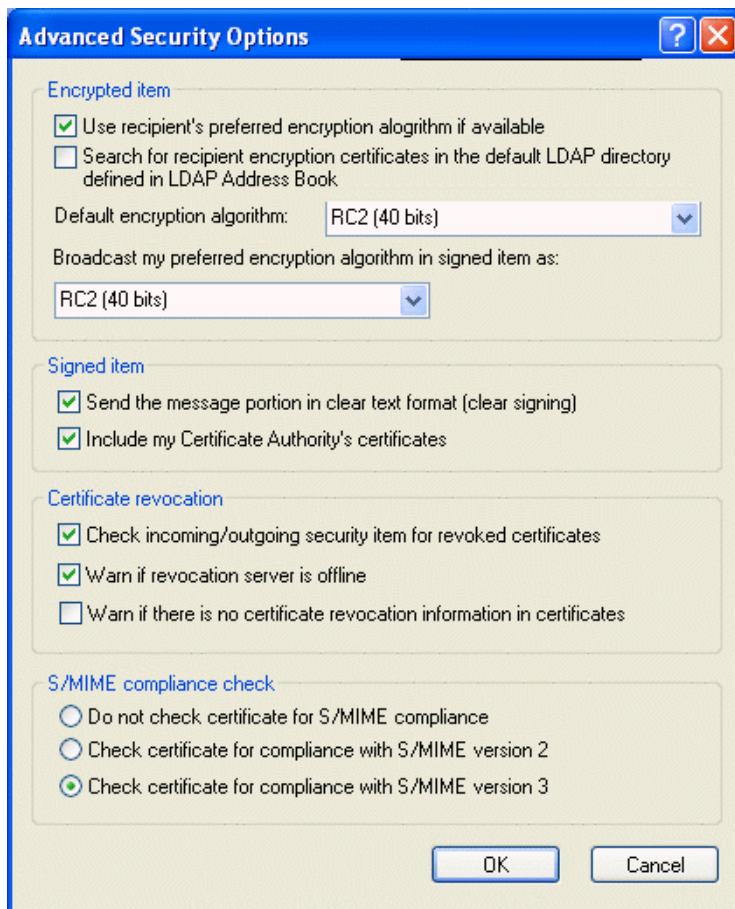 Advanced Security Options
Encrypted item
Use recipient's preferred encryption alogrithm if available
Search for recipient encryption certificates in the default LDAP directory
defined in LDAP Address Book
Default encryption algorithm:
RC2 (40 bits)
Broadcast my preferred encryption algorithm in signed item as:
RC2 (40 bits)
Signed item
Send the message portion in clear text format (clear signing)
Include my Certificate Authority's certificates
Certificate revocation
Check incoming/outgoing security item for revoked certificates
Warn if revocation server is offline
Warn if there is no certificate revocation information in certificates
S/MIME compliance check
Do not check certificate for S/MIME compliance
Check certificate for compliance with S/MIME version 2
Check certificate for compliance with S/MIME version 3
OK
Cancel